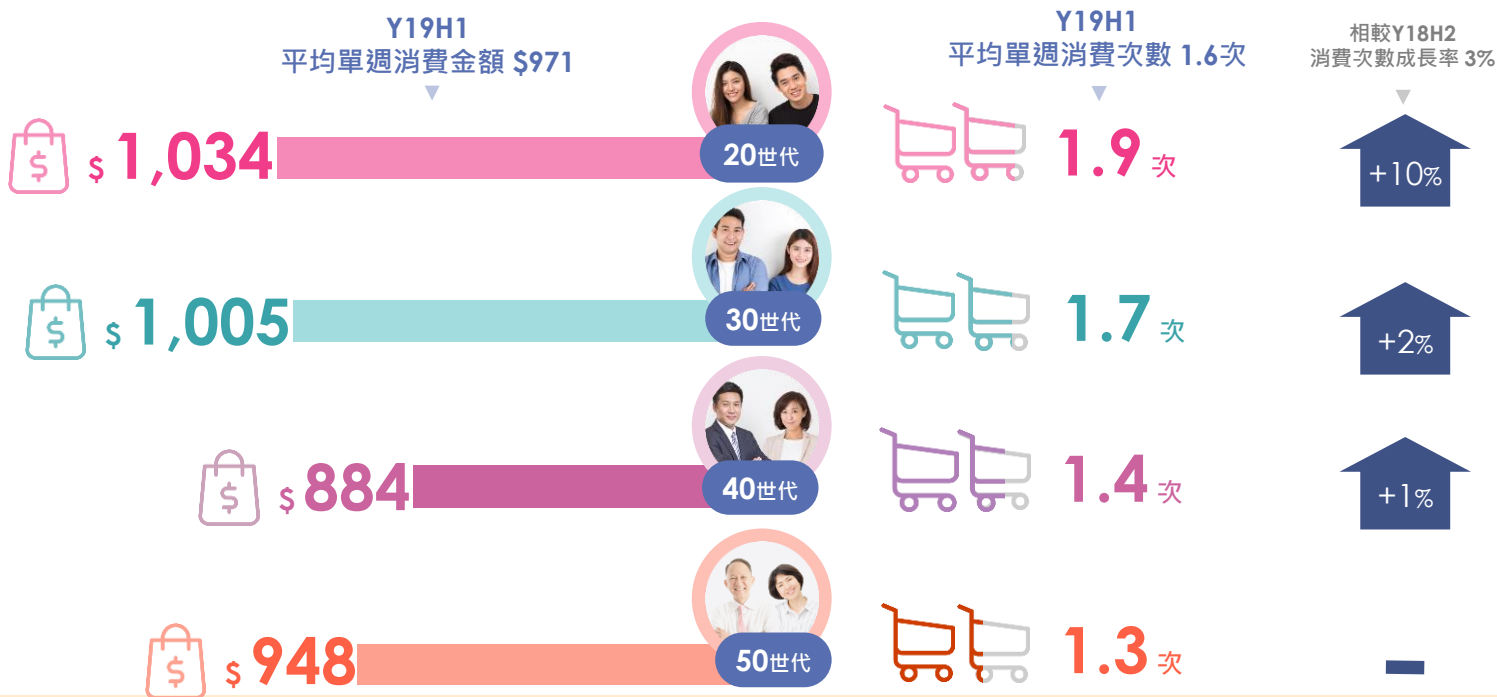 Y19H1
平均單週消費金額 $971
Y19H1
平均單週消費次數 1.6次
相較Y18H2
消費次數成長率 3%
$ $ 1,034
20世代
1.9 次
+10%
$ $ 1,005
30世代
1.7 次
+2%
$ $ 884
40世代
1.4 次
+1%
$ $ 948
50世代
1.3 次
-